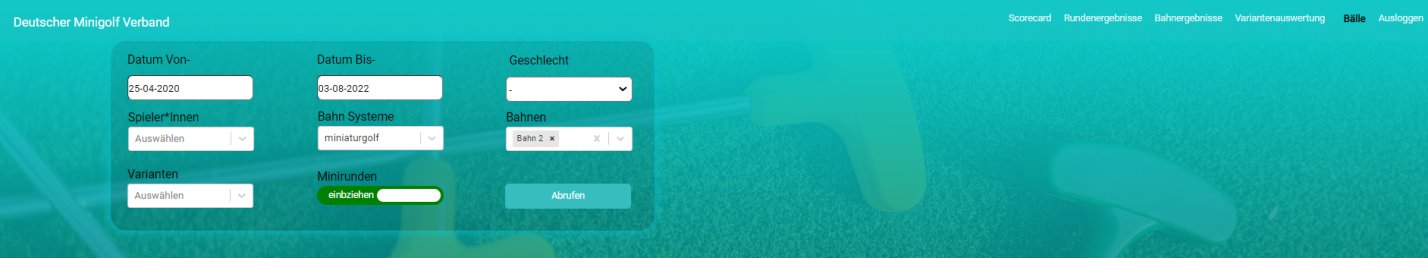 Deutscher Minigolf Verband
Scorecard Rundenergebnisse Bahnergebnisse Variantenauswertung Bälle Ausloggen
Datum Von- Datum Bis- Geschlecht
25-04-2020 03-08-2022 -
Spieler*Innen Bahn Systeme Bahnen
Auswählen miniaturgolf Bahn 2 ×
Varianten Minirunden
Auswählen einbziehen Abrufen